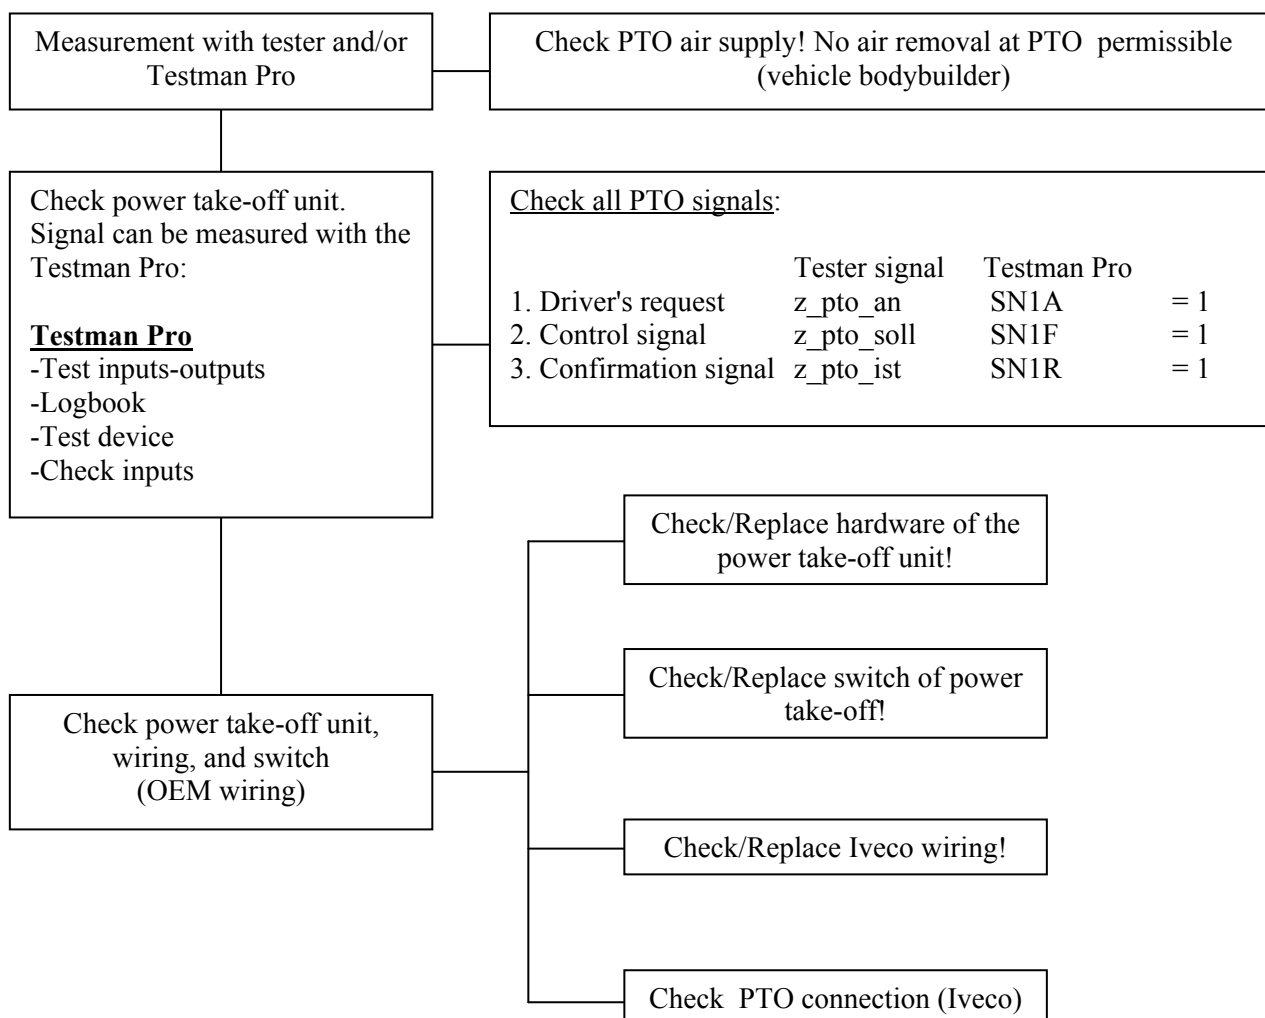 Measurement with tester and/or
Testman Pro
Check PTO air supply! No air removal at PTO permissible
(vehicle bodybuilder)
Check power take-off unit.
Signal can be measured with the
Testman Pro:
Testman Pro
-Test inputs-outputs
-Logbook
-Test device
-Check inputs
Check all PTO signals:
Tester signal Testman Pro
1. Driver's request z_pto_an SN1A = 1
2. Control signal z_pto_soll SN1F = 1
3. Confirmation signal z_pto_ist SN1R = 1
Check/Replace hardware of the
power take-off unit!
Check/Replace switch of power
take-off!
Check power take-off unit,
wiring, and switch
(OEM wiring)
Check/Replace Iveco wiring!
Check PTO connection (Iveco)